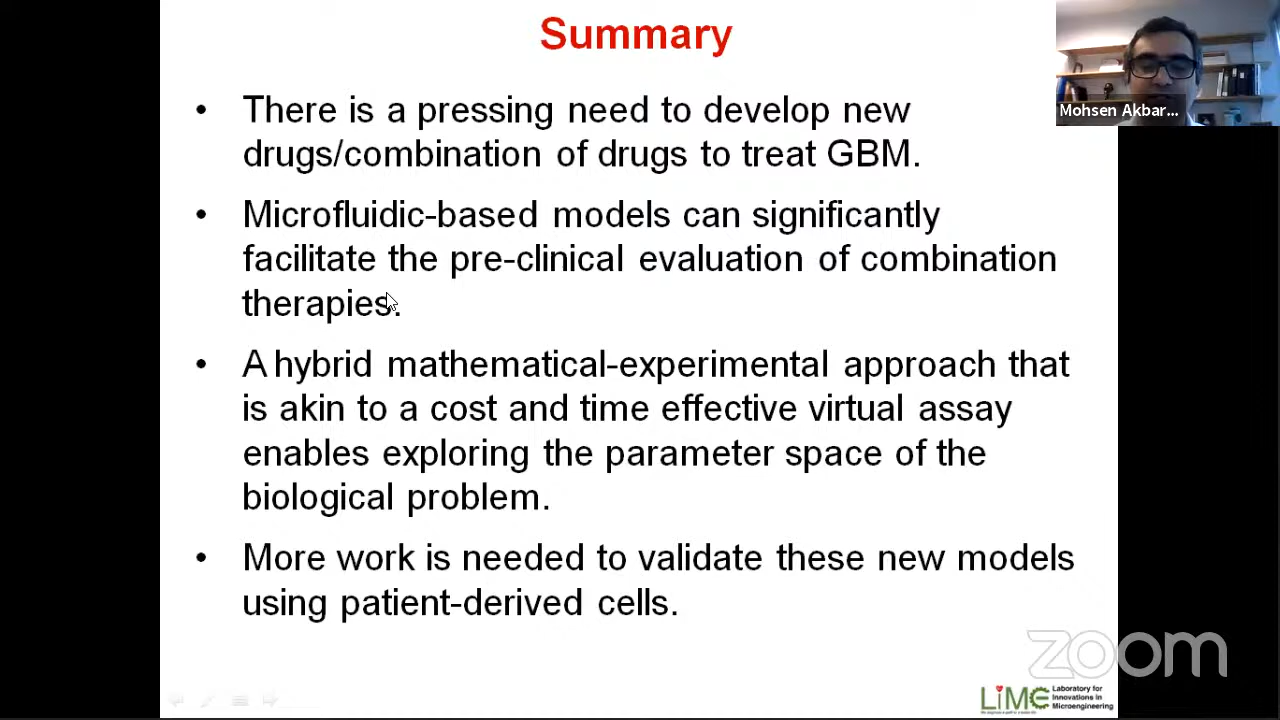 Summary
Mohsen Akbar...
• There is a pressing need to develop new
drugs/combination of drugs to treat GBM.
• Microfluidic-based models can significantly
facilitate the pre-clinical evaluation of combination
therapies.
• A hybrid mathematical-experimental approach that
is akin to a cost and time effective virtual assay
enables exploring the parameter space of the
biological problem.
• More work is needed to validate these new models
using patient-derived cells.
zoom
LiME
Laboratory for
Innovations in
Microengineering